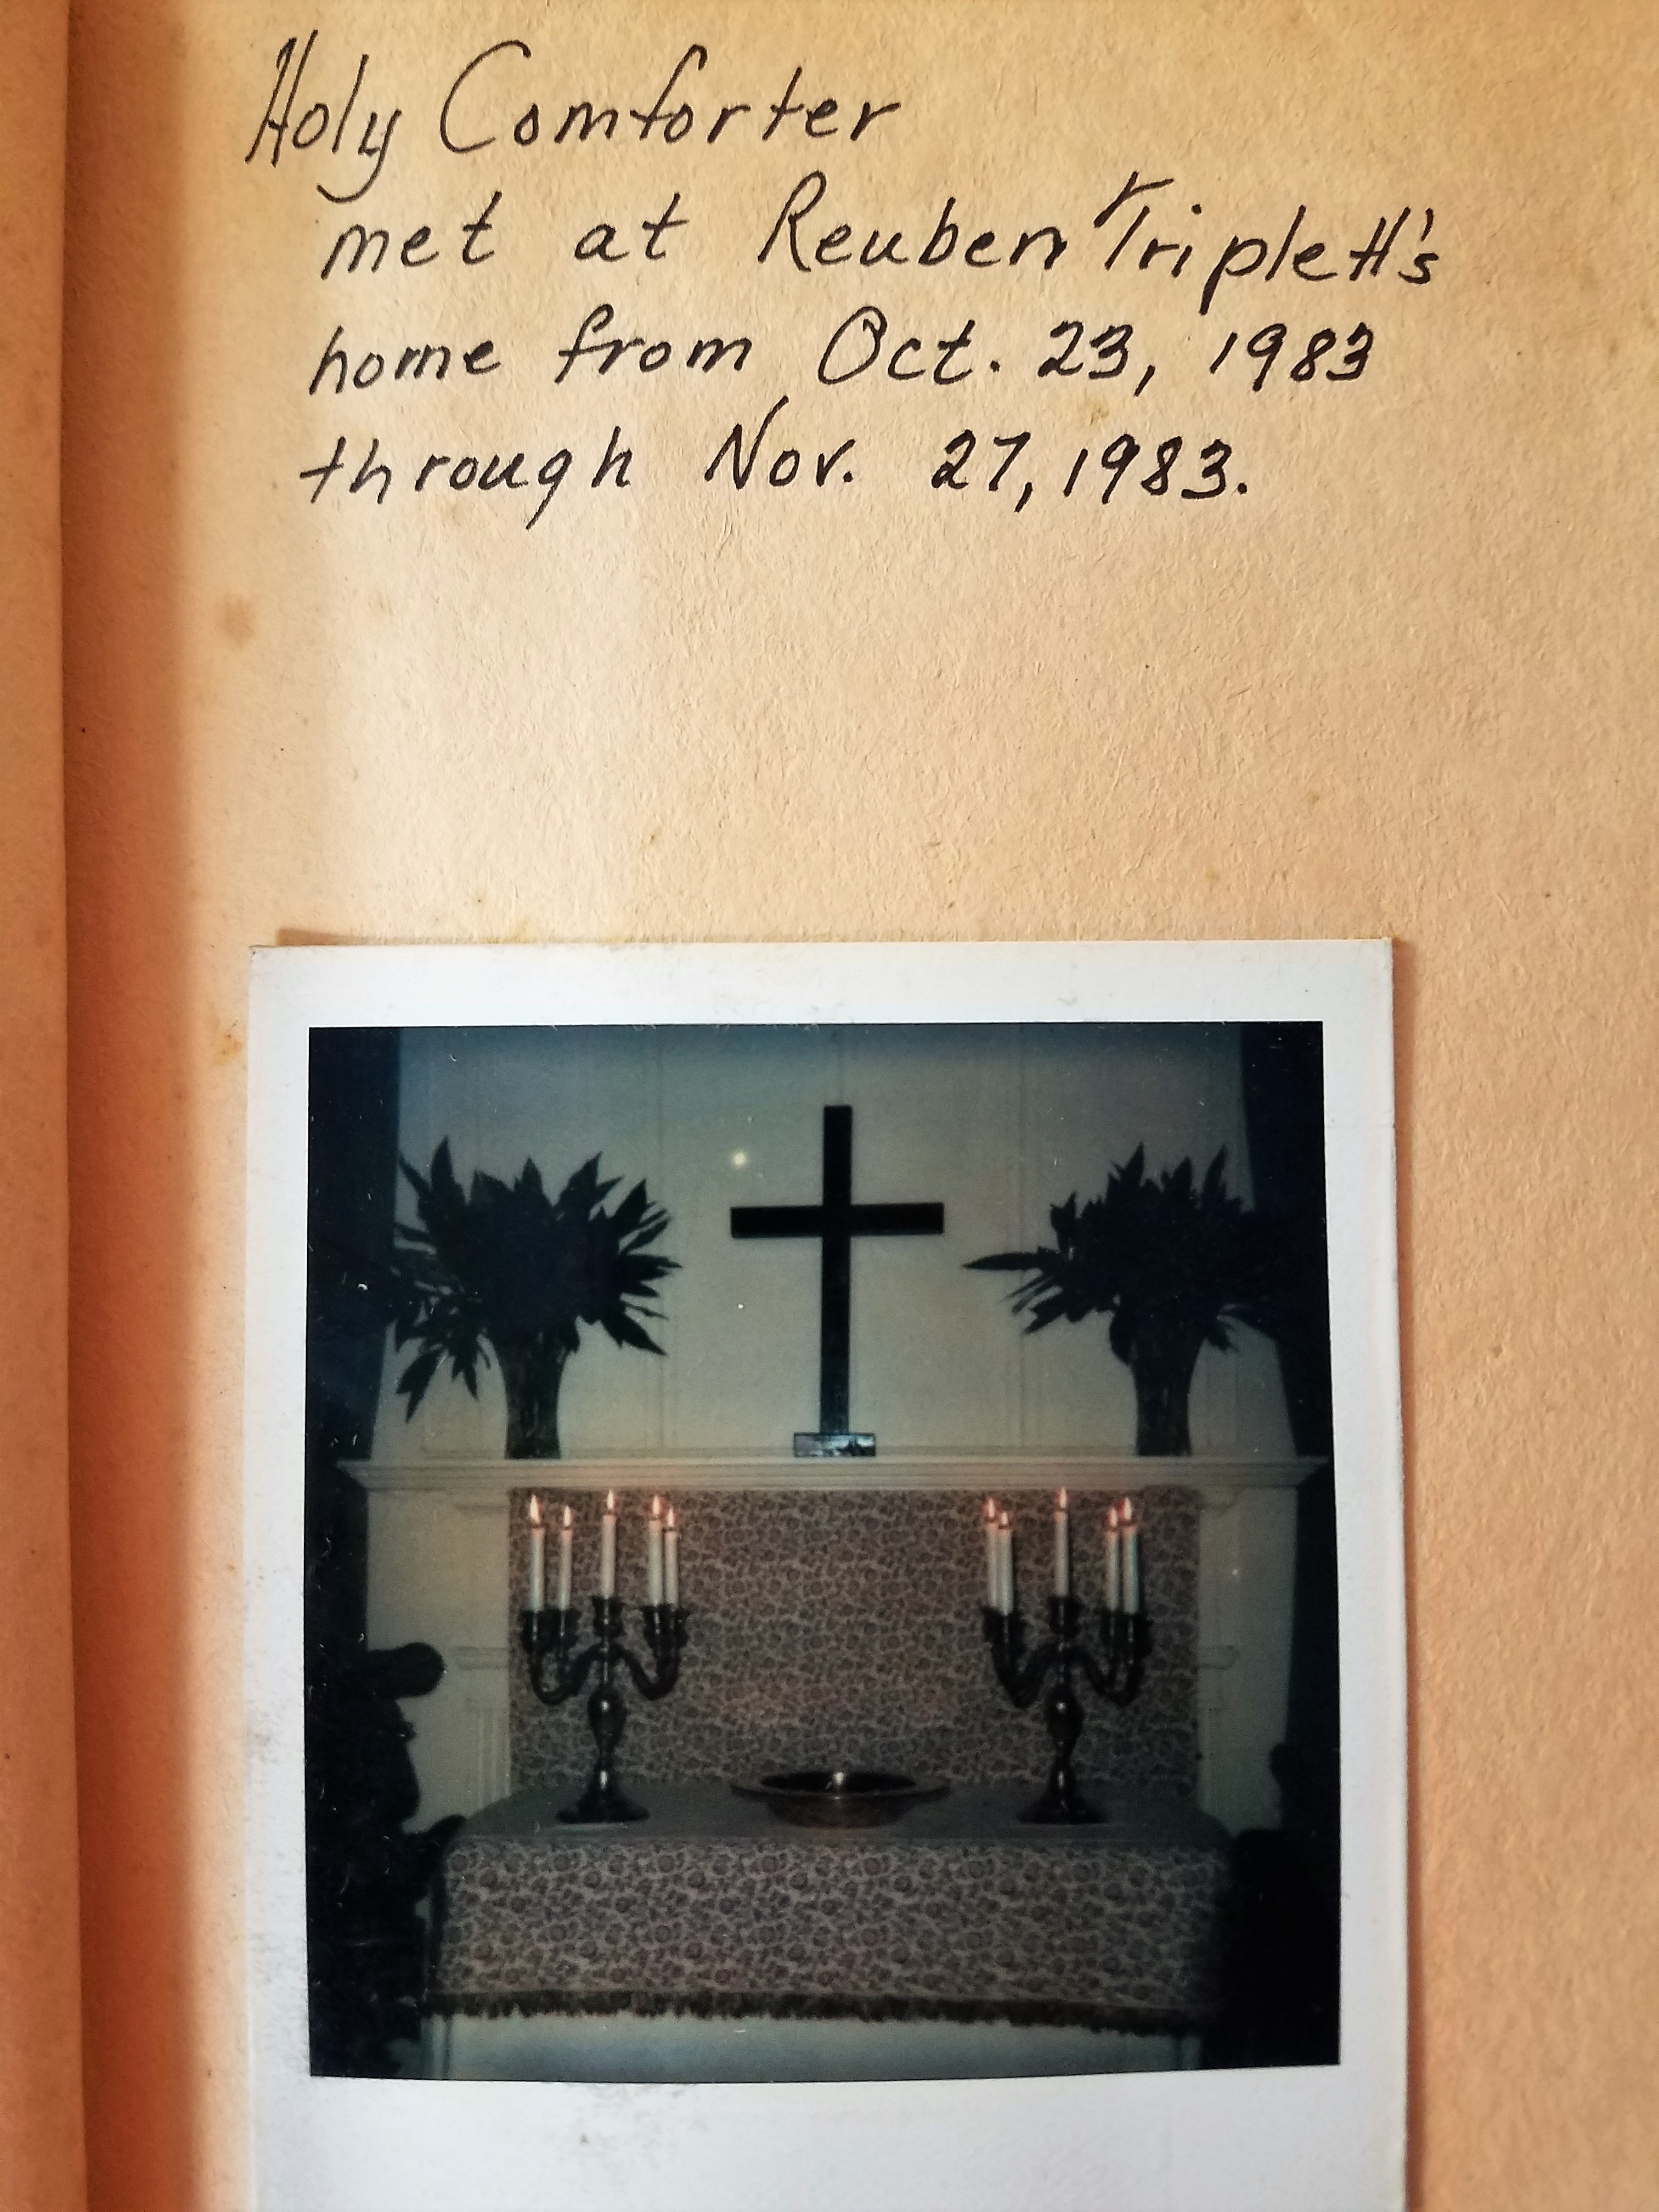 Holy Comforter
met at Reuben Triplett's
home from Oct. 23, 1983
through Nov. 27, 1983.